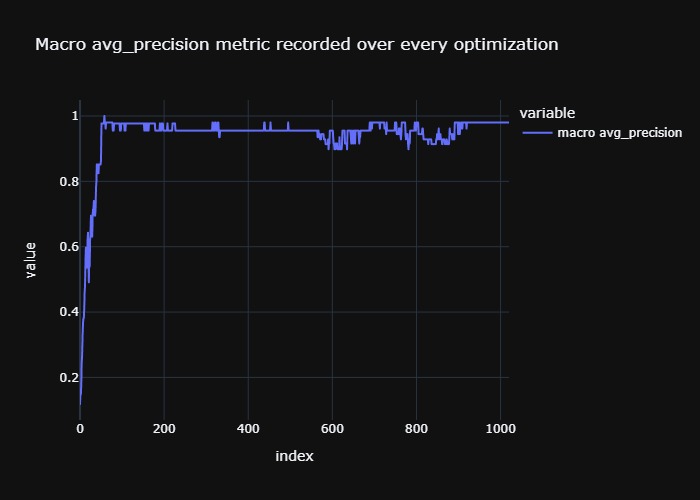 Macro avg_precision metric recorded over every optimization
variable
macro avg_precision
1
0.8
0.6
0.4
0.2
value
0
200
400
600
800
1000
index